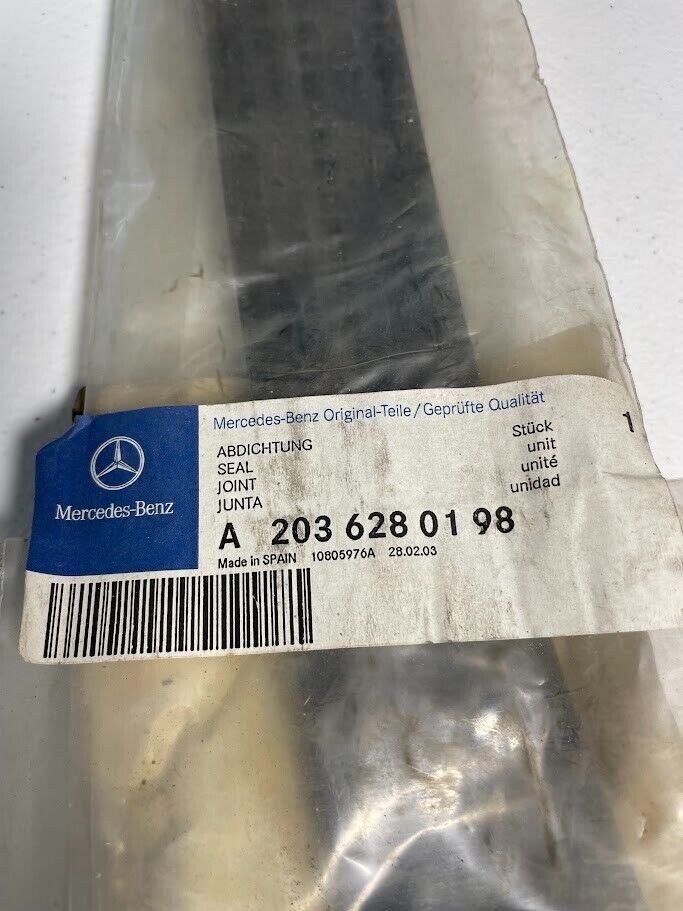 Mercedes-Benz Original-Teile/Geprüfte Qualität
ABDICHTUNG
SEAL
JOINT
JUNTA
Stück
unit
unité
unidad
1
Mercedes-Benz
A 203 628 01 98
Made in SPAIN 10805976A 28.02.03